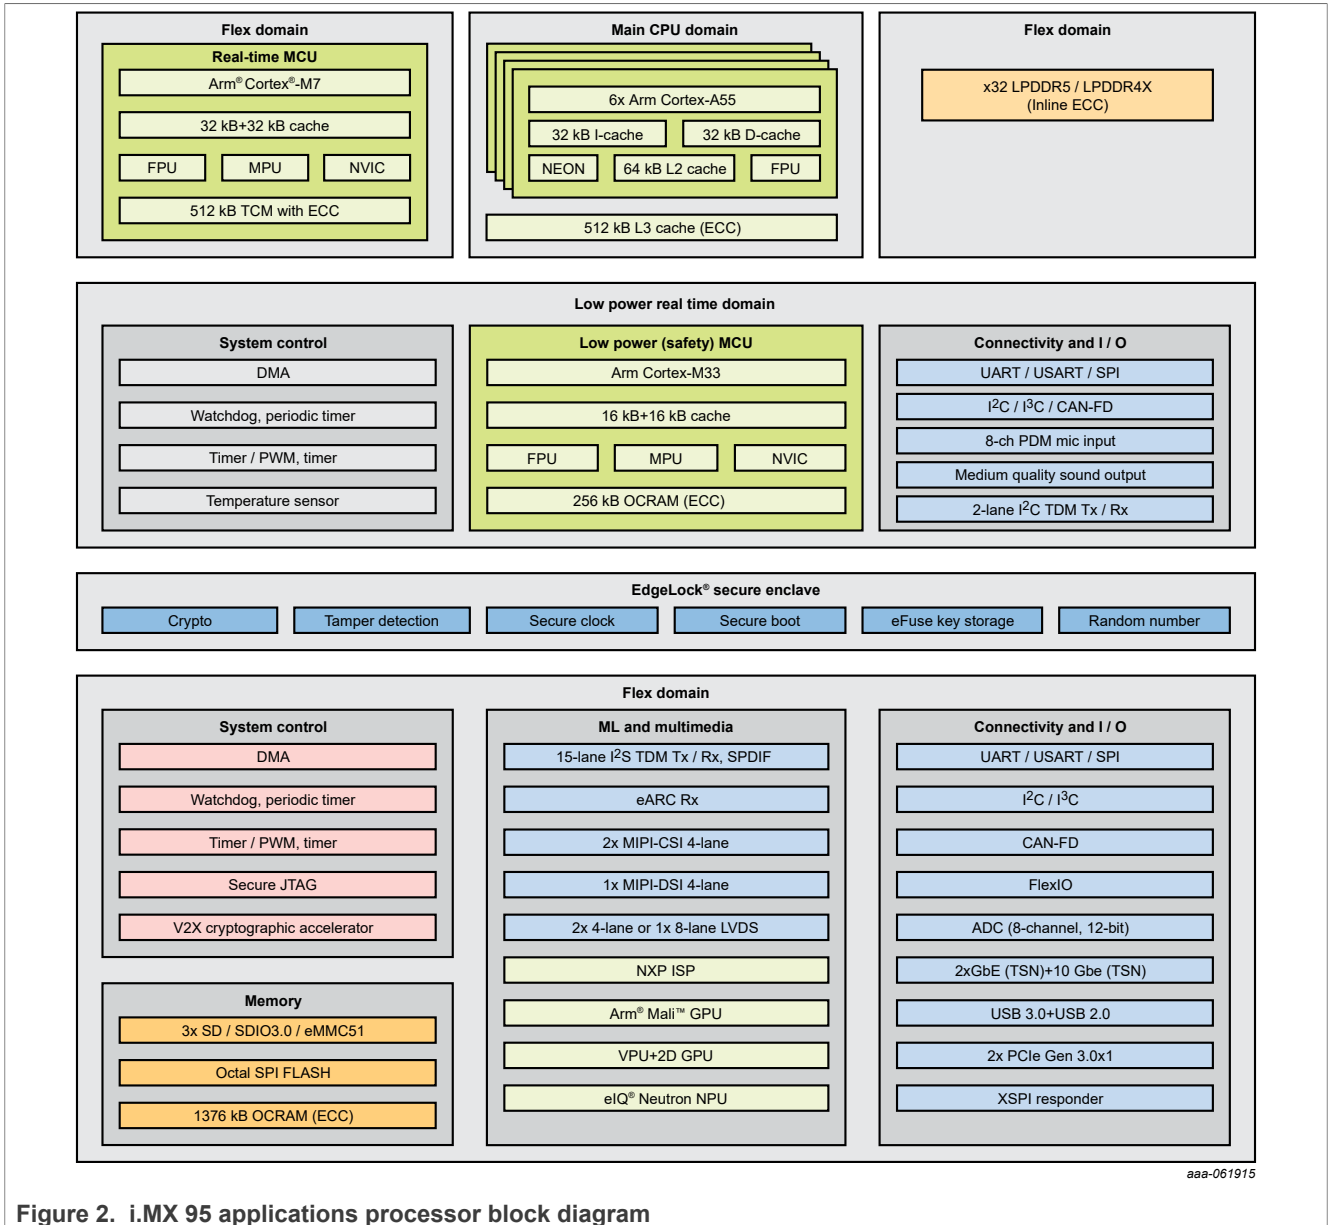 Flex domain
Real-time MCU
Arm® Cortex®-M7
32 kB+32 kB cache
FPU
MPU
NVIC
512 kB TCM with ECC
Main CPU domain
6x Arm Cortex-A55
32 kB I-cache
32 kB D-cache
NEON
64 kB L2 cache
FPU
512 kB L3 cache (ECC)
Flex domain
x32 LPDDR5 / LPDDR4X
(Inline ECC)
Low power real time domain
System control
DMA
Watchdog, periodic timer
Timer / PWM, timer
Temperature sensor
Low power (safety) MCU
Arm Cortex-M33
16 kB+16 kB cache
FPU
MPU
NVIC
256 kB OCRAM (ECC)
Connectivity and I / O
UART / USART / SPI
I²C / I³C / CAN-FD
8-ch PDM mic input
Medium quality sound output
2-lane I²C TDM Tx / Rx
EdgeLock® secure enclave
Crypto
Tamper detection
Secure clock
Secure boot
eFuse key storage
Random number
Flex domain
System control
DMA
Watchdog, periodic timer
Timer / PWM, timer
Secure JTAG
V2X cryptographic accelerator
Memory
3x SD / SDIO3.0 / eMMC51
Octal SPI FLASH
1376 kB OCRAM (ECC)
ML and multimedia
15-lane I²S TDM Tx / Rx, SPDIF
eARC Rx
2x MIPI-CSI 4-lane
1x MIPI-DSI 4-lane
2x 4-lane or 1x 8-lane LVDS
NXP ISP
Arm® Mali™ GPU
VPU+2D GPU
eIQ® Neutron NPU
Connectivity and I / O
UART / USART / SPI
I²C / I³C
CAN-FD
FlexIO
ADC (8-channel, 12-bit)
2xGbE (TSN)+10 Gbe (TSN)
USB 3.0+USB 2.0
2x PCIe Gen 3.0x1
XSPI responder
aaa-061915
Figure 2. i.MX 95 applications processor block diagram